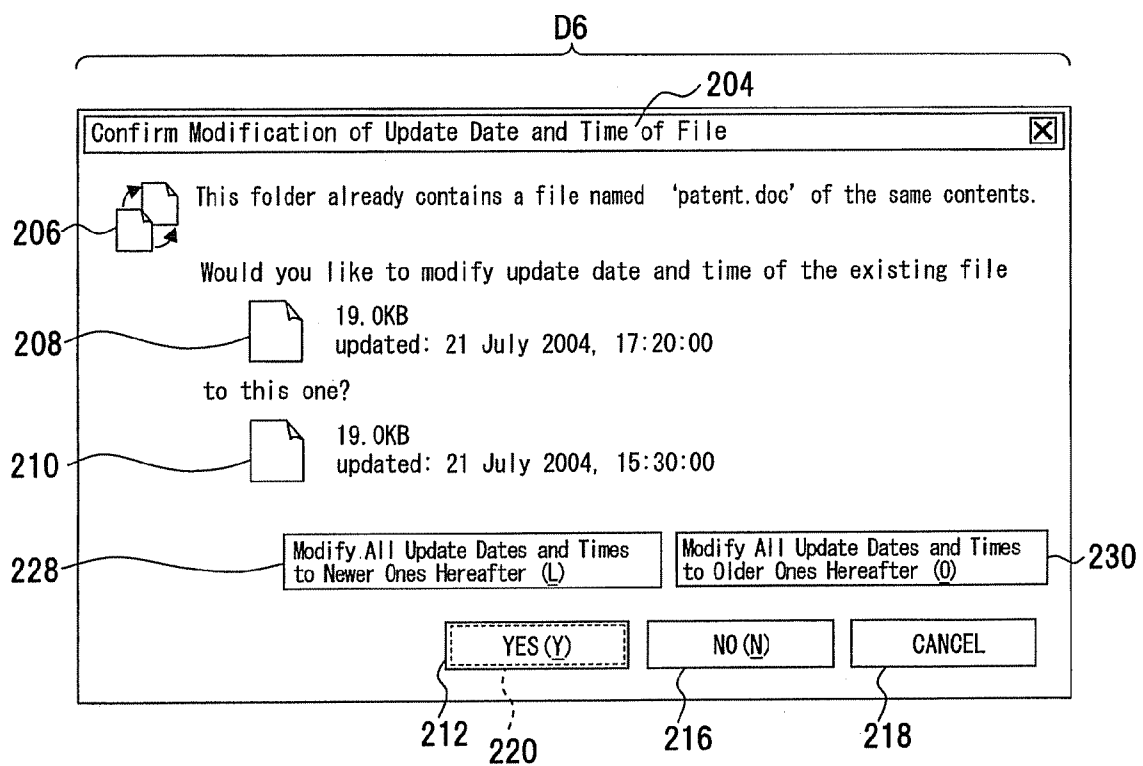 D6
204
Confirm Modification of Update Date and Time of File
This folder already contains a file named 'patent.doc' of the same contents.
206
Would you like to modify update date and time of the existing file
19.0KB
208
updated: 21 July 2004, 17:20:00
to this one?
19.0KB
210
updated: 21 July 2004, 15:30:00
Modify All Update Dates and Times
to Newer Ones Hereafter (L)
Modify All Update Dates and Times
to Older Ones Hereafter (O)
228
230
YES(Y)
NO(N)
CANCEL
212
220
216
218